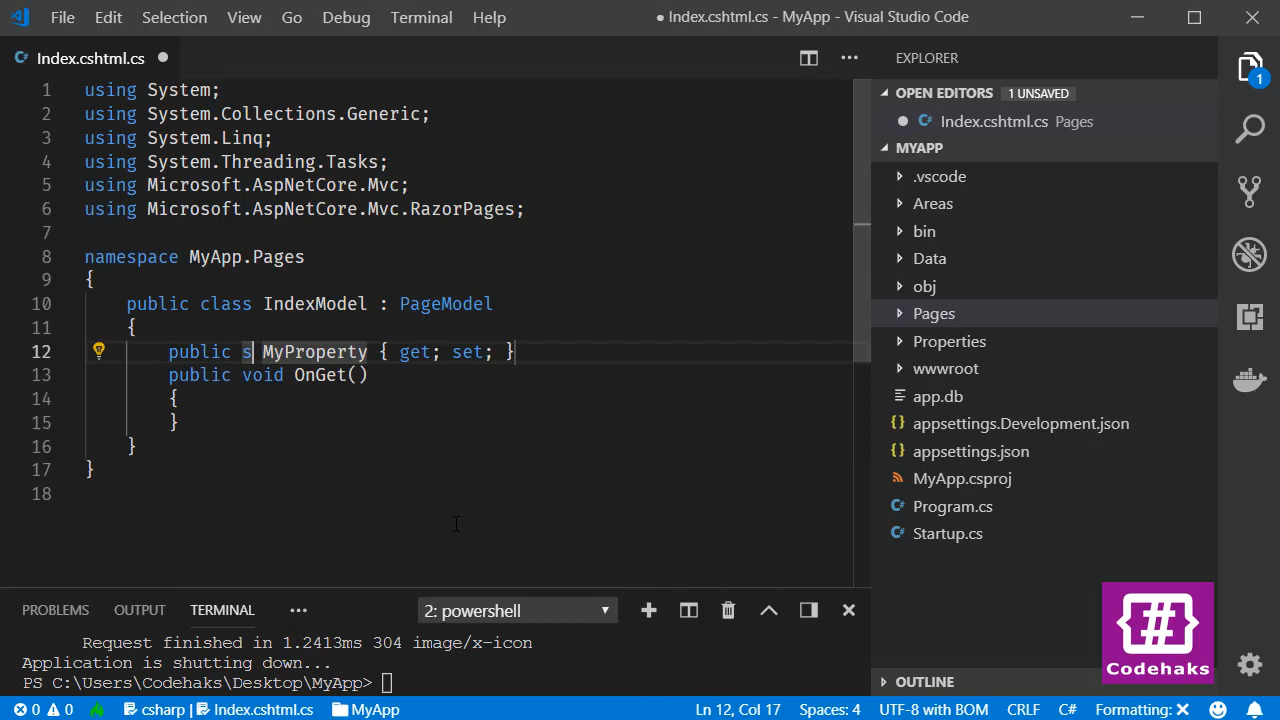 File Edit Selection View Go Debug Terminal Help ● Index.cshtml.cs - MyApp - Visual Studio Code
Index.cshtml.cs
1 using System;
2 using System.Collections.Generic;
3 using System.Linq;
4 using System.Threading.Tasks;
5 using Microsoft.AspNetCore.Mvc;
6 using Microsoft.AspNetCore.Mvc.RazorPages;
7
8 namespace MyApp.Pages
9 {
10 public class IndexModel : PageModel
11 {
12 public s MyProperty { get; set; }
13 public void OnGet()
14 {
15 }
16 }
17 }
18
EXPLORER
OPEN EDITORS 1 UNSAVED
Index.cshtml.cs Pages
MYAPP
.vscode
Areas
bin
Data
obj
Pages
Properties
wwwroot
app.db
{} appsettings.Development.json
{} appsettings.json
MyApp.csproj
Program.cs
Startup.cs
OUTLINE
1
PROBLEMS OUTPUT TERMINAL ••• 2: powershell
Request finished in 1.2413ms 304 image/x-icon
Application is shutting down...
PS C:\Users\Codehaks\Desktop\MyApp>
{#}
Codehaks
0 0 csharp | Index.cshtml.cs MyApp Ln 12, Col 17 Spaces: 4 UTF-8 with BOM CRLF C# Formatting: ✕